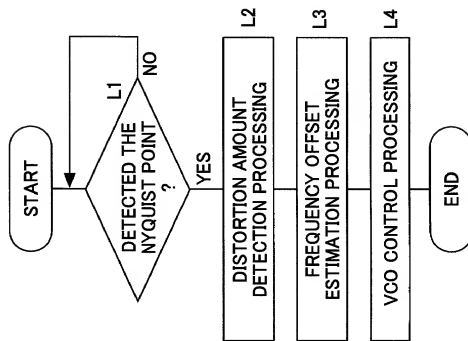 START
L1
DETECTED THE
NYQUIST POINT
?
NO
YES
L2
DISTORTION AMOUNT
DETECTION PROCESSING
L3
FREQUENCY OFFSET
ESTIMATION PROCESSING
L4
VCO CONTROL PROCESSING
END